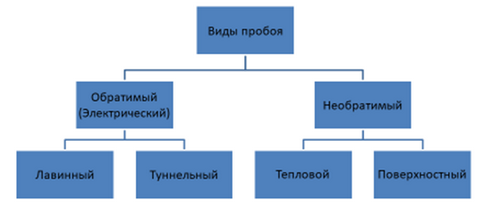 Виды пробоя
Обратимый
(Электрический)
Необратимый
Лавинный
Туннельный
Тепловой
Поверхностный